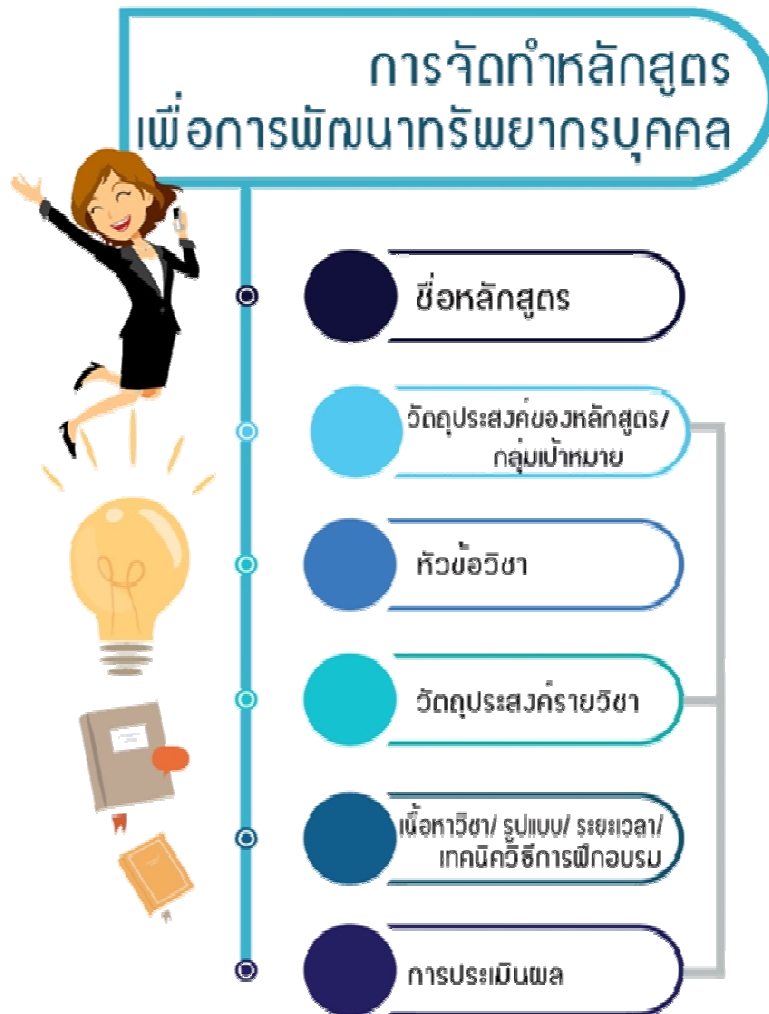 การจัดทำหลักสูตร
เพื่อการพัฒนาทรัพยากรบุคคล
ชื่อหลักสูตร
วัตถุประสงค์ของหลักสูตร/
กลุ่มเป้าหมาย
หัวข้อวิชา
วัตถุประสงค์รายวิชา
เนื้อหาวิชา/ รูปแบบ/ ระยะเวลา/
เทคนิควิธีการฝึกอบรม
การประเมินผล